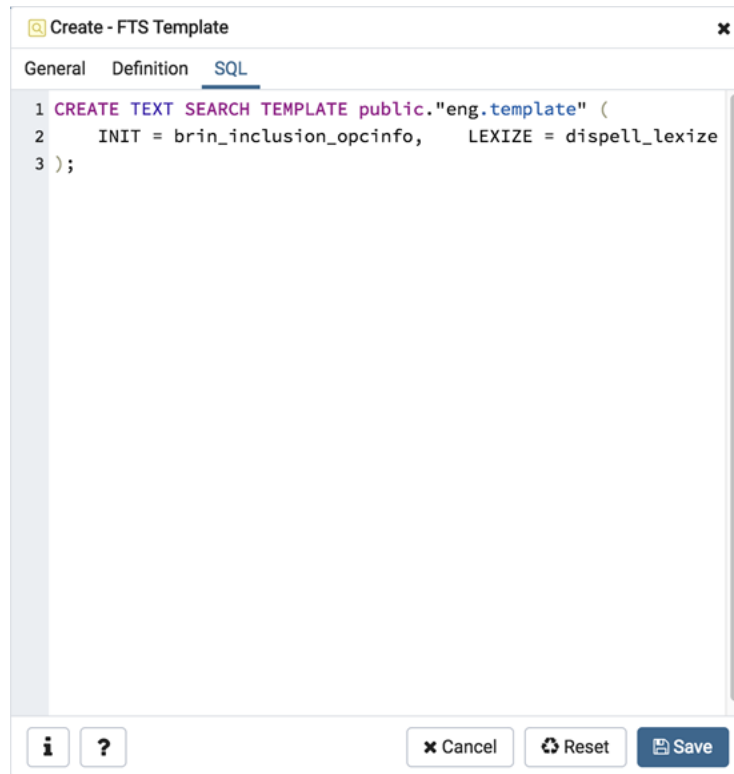 Create - FTS Template
General Definition SQL
1 CREATE TEXT SEARCH TEMPLATE public."eng.template" (
2 INIT = brin_inclusion_opcinfo, LEXIZE = dispell_lexize
3 );
i ? Cancel Reset Save